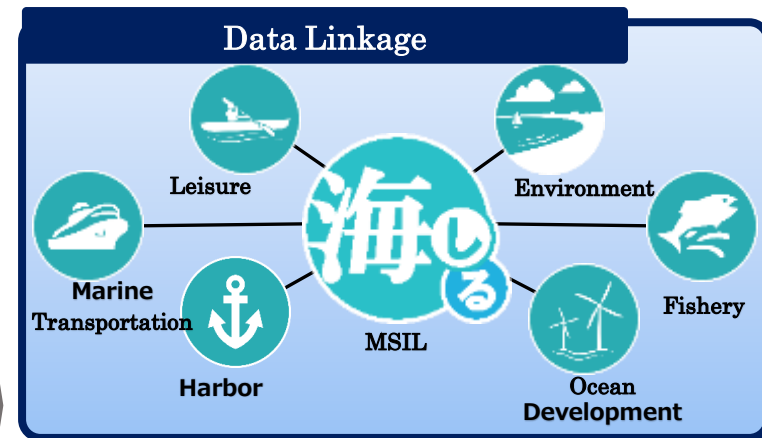 Data Linkage
Leisure
Environment
海しる
Marine
Transportation
Fishery
MSIL
Harbor
Ocean
Development